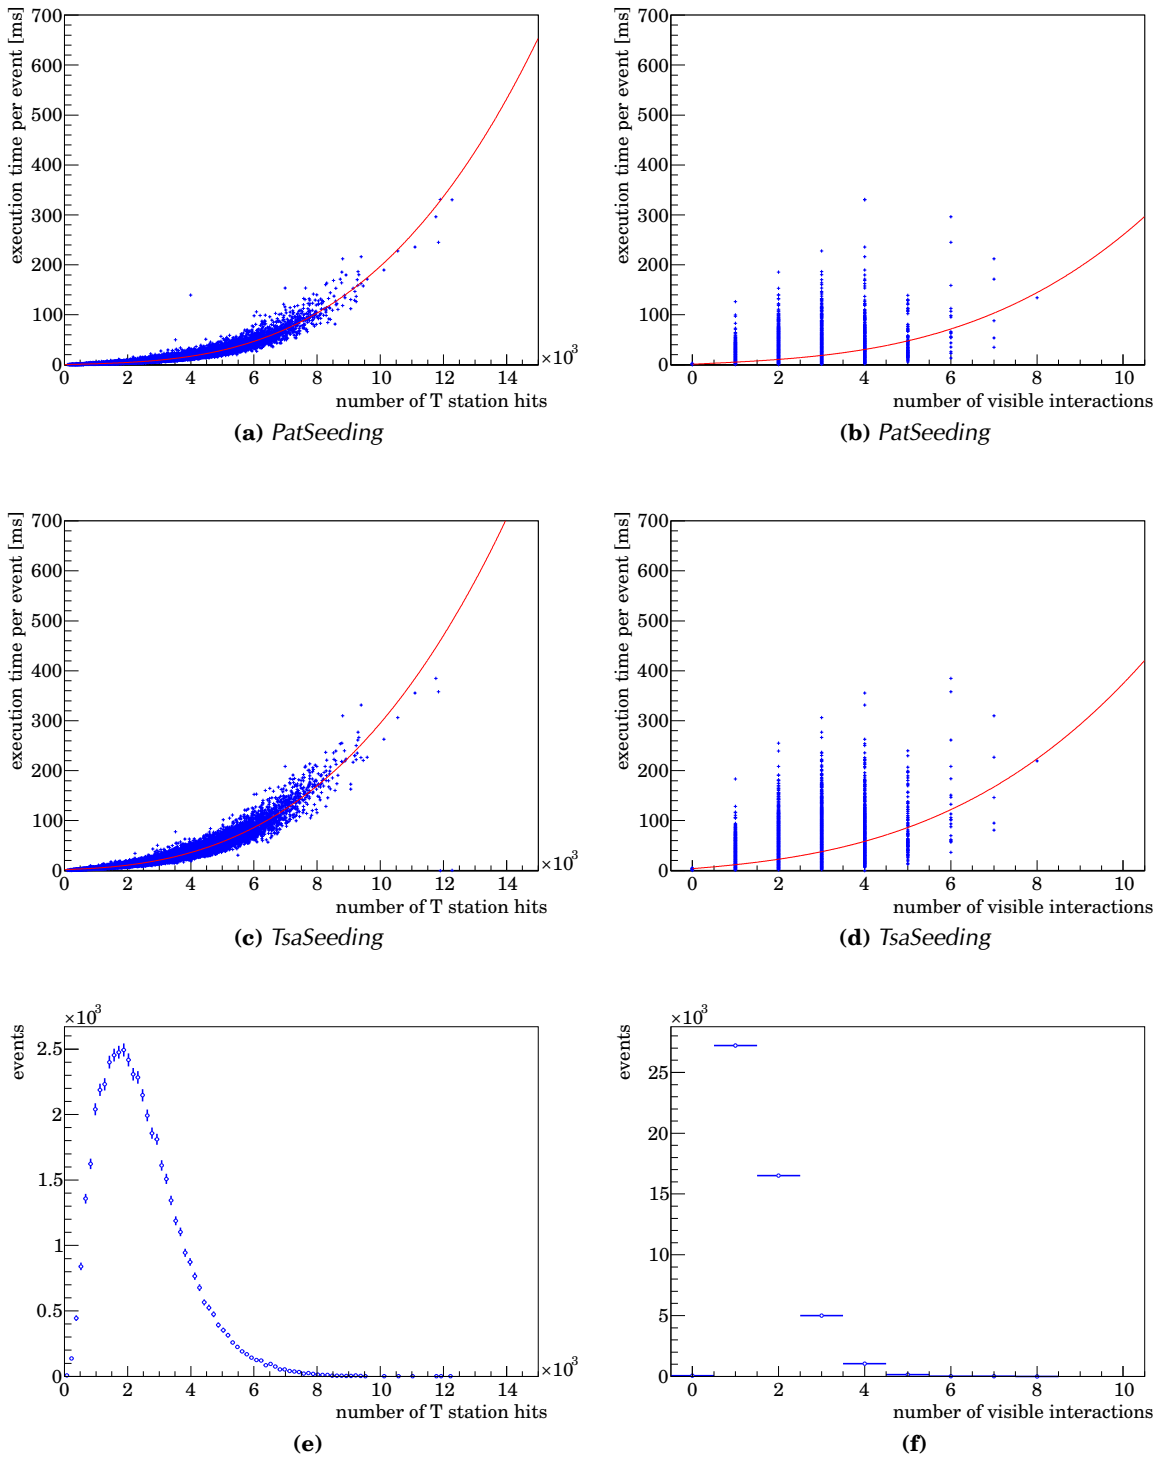 execution time per event [ms]
700
600
500
400
300
200
100
0
0 2 4 6 8 10 12 14
×10³
number of T station hits
(a) PatSeeding
execution time per event [ms]
700
600
500
400
300
200
100
0
0 2 4 6 8 10
number of visible interactions
(b) PatSeeding
execution time per event [ms]
700
600
500
400
300
200
100
0
0 2 4 6 8 10 12 14
×10³
number of T station hits
(c) TsaSeeding
execution time per event [ms]
700
600
500
400
300
200
100
0
0 2 4 6 8 10
number of visible interactions
(d) TsaSeeding
×10³
events
2.5
2
1.5
1
0.5
0
0 2 4 6 8 10 12 14
×10³
number of T station hits
(e)
×10³
events
25
20
15
10
5
0
0 2 4 6 8 10
number of visible interactions
(f)